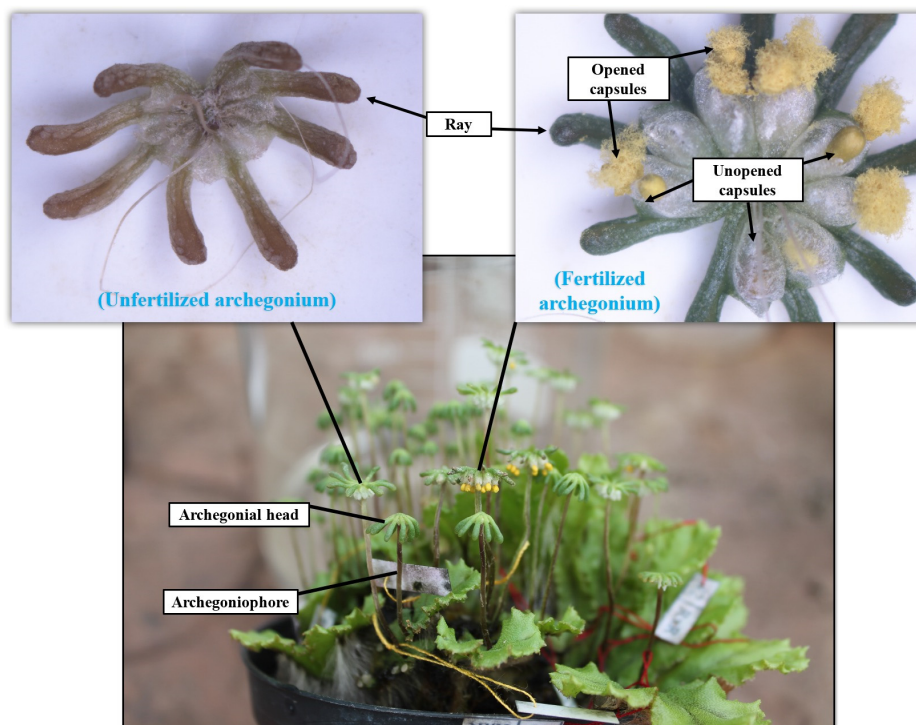 Opened
capsules
Ray
Unopened
capsules
(Unfertilized archegonium)
(Fertilized
archegonium)
Archegonial head
Archegoniophore